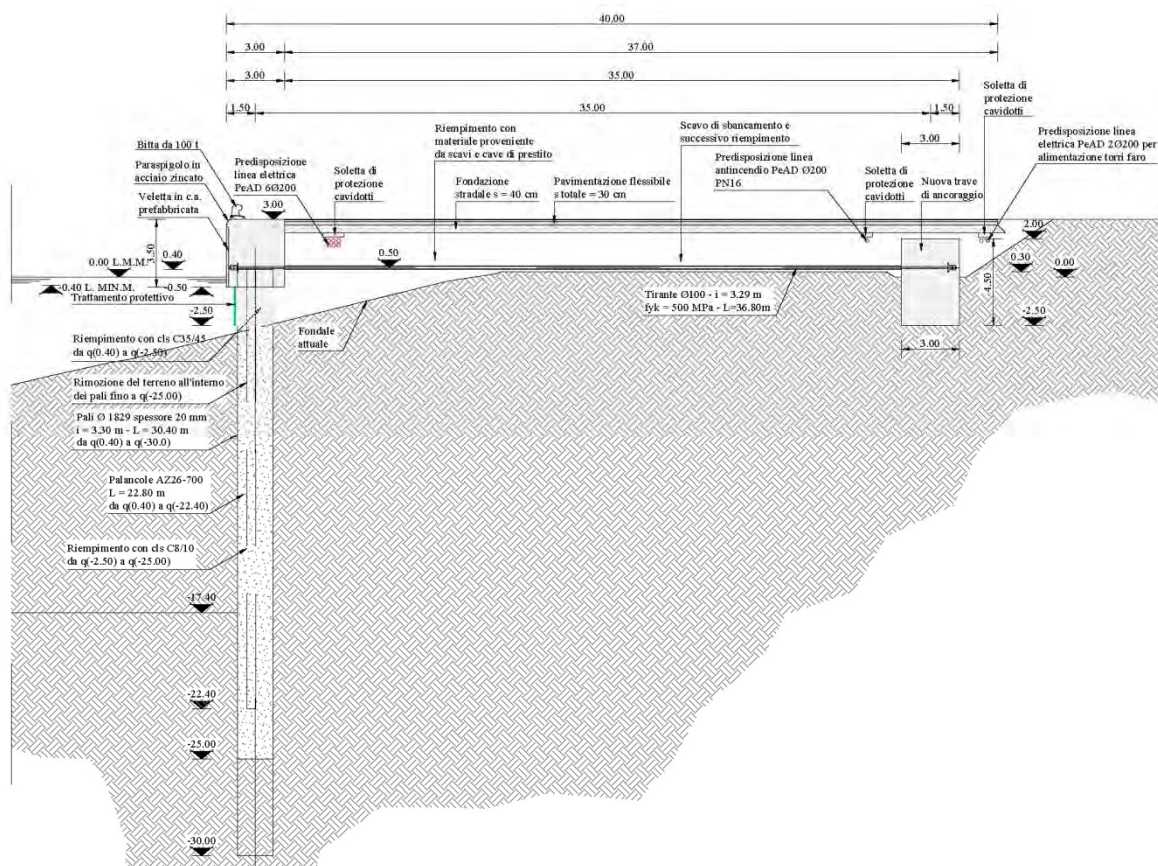 40.00
3.00
37.00
3.00
35.00
1.50
35.00
1.50
Soletta di
protezione
cavidotti
3.00
Bitta da 100 t
Paraspigolo in
acciaio zincato
Veletta in c.a.
prefabbricata
Predisposizione
linea elettrica
PeAD 6Ø200
Soletta di
protezione
cavidotti
Riempimento con
materiale proveniente
da scavi e cave di prestito
Fondazione
stradale s = 40 cm
Pavimentazione flessibile
s totale = 30 cm
Scavo di sbancamento e
successivo riempimento
Predisposizione linea
antincendio PeAD Ø200
PN16
Soletta di
protezione
cavidotti
Nuova trave
di ancoraggio
Predisposizione linea
elettrica PeAD 2Ø200 per
alimentazione torri faro
3.00
3.50
2.00
0.00 L.M.M.
0.40
0.50
0.30
0.00
-0.40 L. MIN.M.
-0.50
4.50
Trattamento protettivo
-2.50
-2.50
Tirante Ø100 - i = 3.29 m
fyk = 500 MPa - L=36.80m
Fondale
attuale
3.00
Riempimento con cls C35/45
da q(0.40) a q(-2.50)
Rimozione del terreno all'interno
dei pali fino a q(-25.00)
Pali Ø 1829 spessore 20 mm
i = 3.30 m - L = 30.40 m
da q(0.40) a q(-30.0)
Palancole AZ26-700
L = 22.80 m
da q(0.40) a q(-22.40)
Riempimento con cls C8/10
da q(-2.50) a q(-25.00)
-17.40
-22.40
-25.00
-30.00